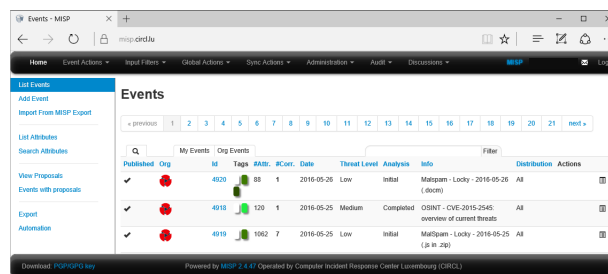 Events - MISP
misp.circl.lu
Home Event Actions Input Filters Global Actions Sync Actions Administration Audit Discussions MISP Log
List Events
Add Event
Import From MISP Export
List Attributes
Search Attributes
View Proposals
Events with proposals
Export
Automation
Events
« previous 1 2 3 4 5 6 7 8 9 10 11 12 13 14 15 16 17 18 19 20 21 next »
My Events Org Events Filter
Published Org Id Tags #Attr. #Corr. Date Threat Level Analysis Info Distribution Actions
4920 88 1 2016-05-26 Low Initial Malspam - Locky - 2016-05-26 All
(.docm)
4918 120 1 2016-05-25 Medium Completed OSINT - CVE-2015-2545: All
overview of current threats
4919 1062 7 2016-05-25 Low Initial MalSpam - Locky - 2016-05-25 All
(.js in .zip)
Download: PGP/GPG key Powered by MISP 2.4.47 Operated by Computer Incident Response Center Luxembourg (CIRCL)